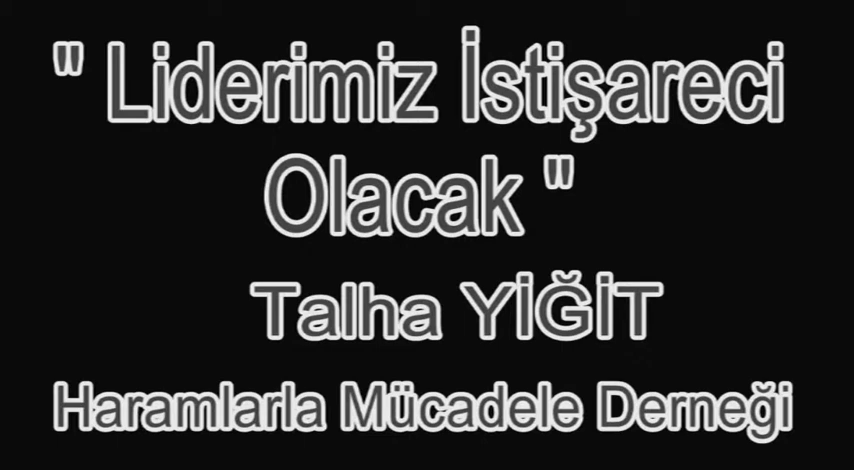 " Liderimiz İstişareci
Olacak "
Talha YİĞİT
Haramlarla Mücadele Derneği